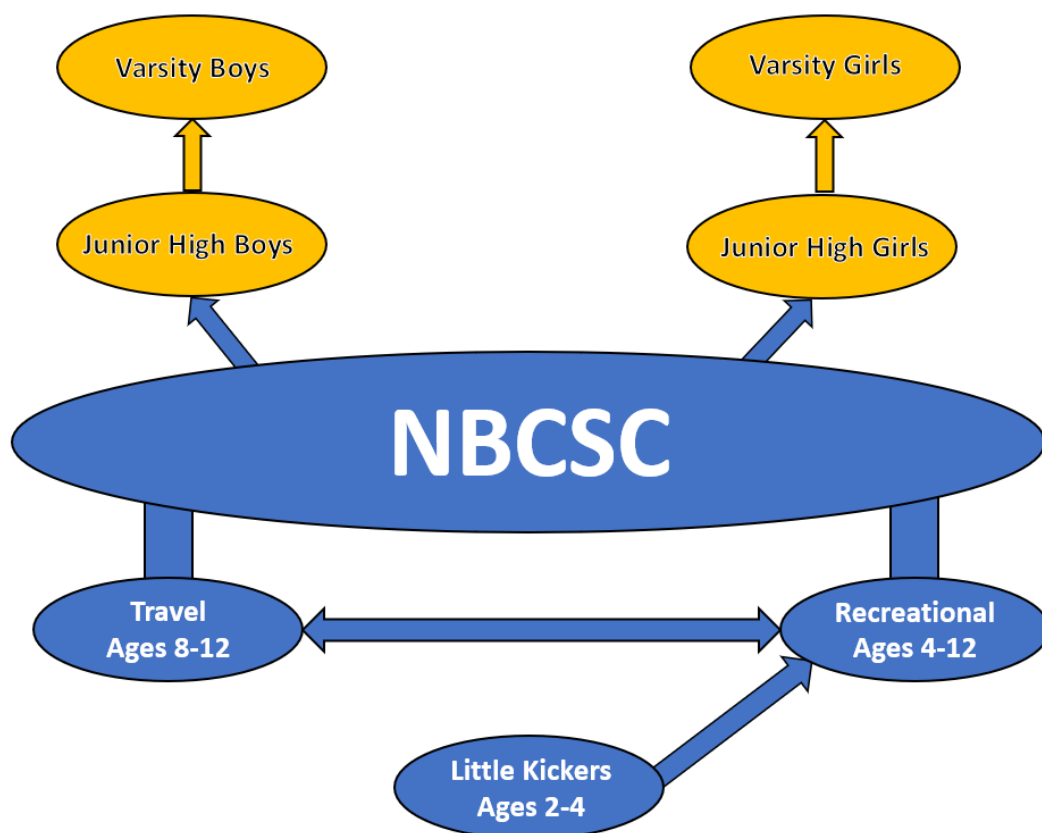 Varsity Boys
Varsity Girls
Junior High Boys
Junior High Girls
NBCSC
Travel
Ages 8-12
Recreational
Ages 4-12
Little Kickers
Ages 2-4